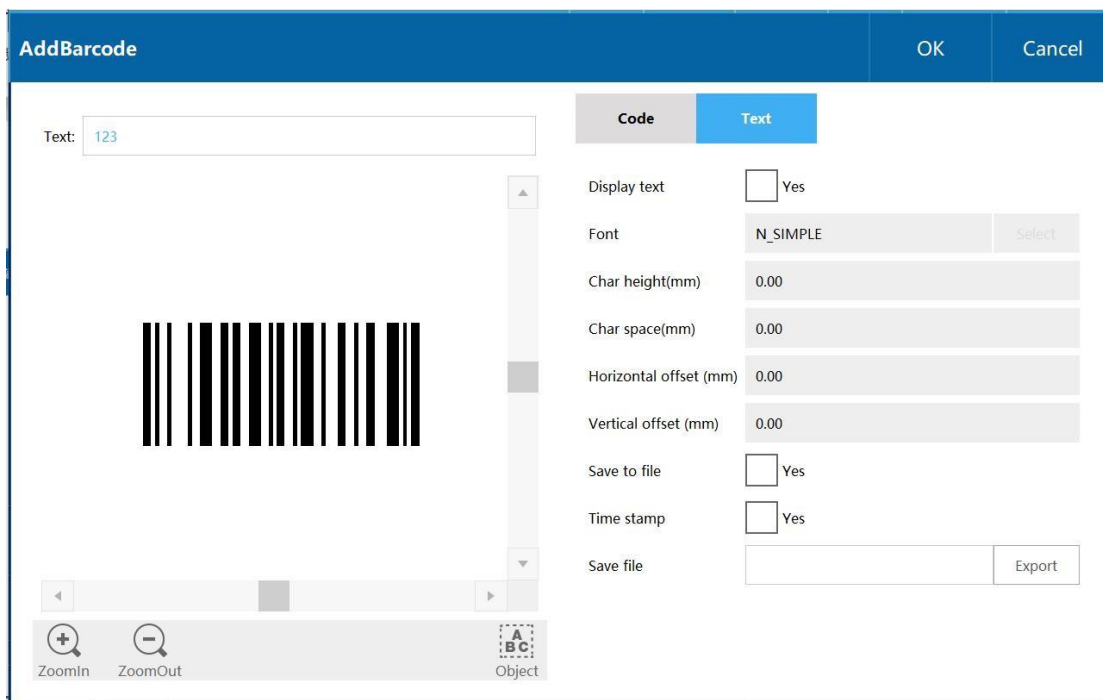 AddBarcode OK Cancel
Text: 123
Code Text
Display text Yes
Font N_SIMPLE Select
Char height(mm) 0.00
Char space(mm) 0.00
Horizontal offset (mm) 0.00
Vertical offset (mm) 0.00
Save to file Yes
Time stamp Yes
Save file Export
ZoomIn ZoomOut
A
BC
Object